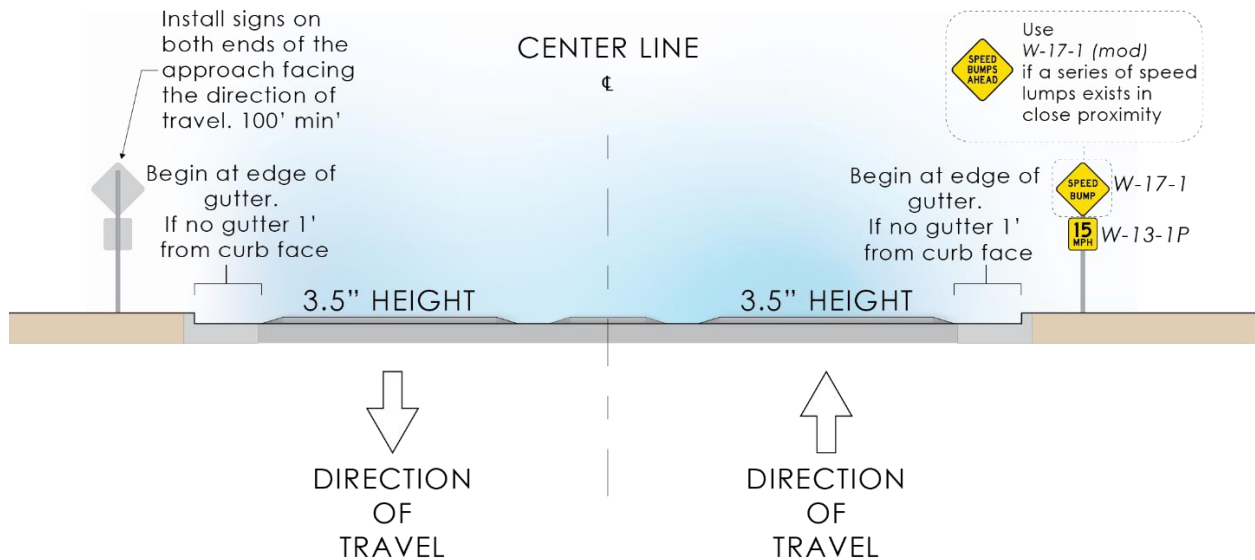 Install signs on
both ends of the
approach facing
the direction of
travel. 100’ min’
CENTER LINE
℄
SPEED
BUMPS
AHEAD
Use
W-17-1 (mod)
if a series of speed
lumps exists in
close proximity
Begin at edge of
gutter.
If no gutter 1’
from curb face
Begin at edge of
gutter.
If no gutter 1’
from curb face
SPEED
BUMP
W-17-1
15
MPH
W-13-1P
3.5” HEIGHT
3.5” HEIGHT
DIRECTION
OF
TRAVEL
DIRECTION
OF
TRAVEL